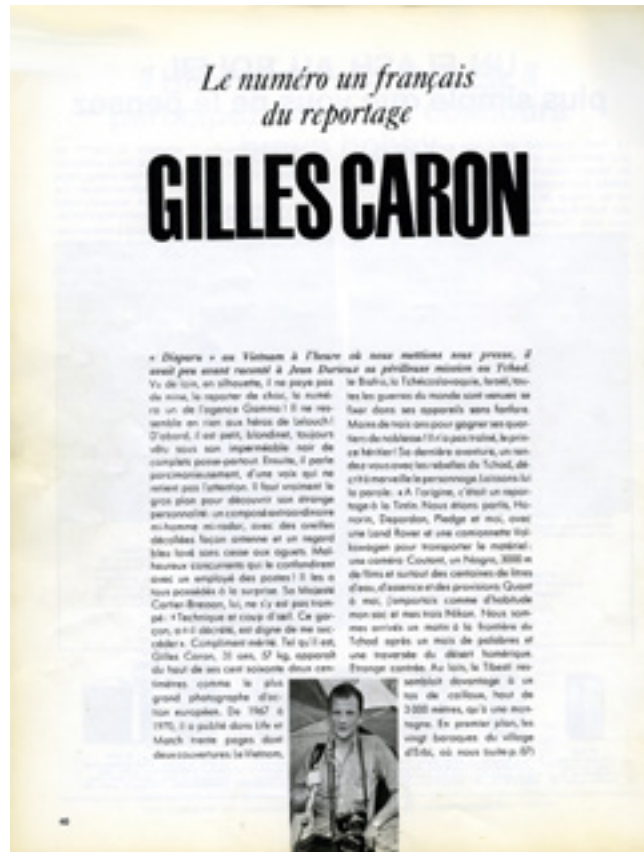 Le numéro un français
du reportage
GILLES CARON
« Disparu » au Vietnam à l'heure où nous mettions sous presse, il
avait peu avant raconté à Jean Durieux sa périlleuse mission au Tchad.
Vu de loin, en silhouette, il ne paye pas
de mine, le reporter de choc, le numé-
ro un de l'agence Gamma ! Il ne res-
semble en rien aux héros de Lelouch !
D'abord, il est petit, blondinet, toujours
vêtu sous son imperméable noir de
complets passe-partout. Ensuite, il parle
parcimonieusement, d'une voix qui ne
retient pas l'attention. Il faut vraiment le
gros plan pour découvrir son étrange
personnalité : un composé extraordinaire
mi-homme mi-radar, avec des oreilles
décollées façon antenne et un regard
bleu lavé sans cesse aux aguets. Mal-
heureux concurrents qui le confondirent
avec un employé des postes ! Il les a
tous possédés à la surprise. Sa Majesté
Cartier-Bresson, lui, ne s'y est pas trom-
pé : « Technique et coup d'œil. Ce gar-
çon, a-t-il décrété, est digne de me suc-
céder ». Compliment mérité. Tel qu'il est,
Gilles Caron, 31 ans, 57 kg, apparaît
du haut de ses cent soixante deux cen-
timètres comme le plus
grand photographe d'ac-
tion européen. De 1967 à
1970, il a publié dans Life et
Match trente pages dont
deux couvertures. Le Vietnam,
le Biafra, la Tchécoslovaquie, Israël, tou-
tes les guerres du monde sont venues se
fixer dans ses appareils sans fanfare.
Moins de trois ans pour gagner ses quar-
tiers de noblesse ! Il n'a pas traîné, le prin-
ce héritier ! Sa dernière aventure, un ren-
dez-vous avec les rebelles du Tchad, dé-
crit à merveille le personnage. Laissons lui
la parole : « A l'origine, c'était un repor-
tage à la Tintin. Nous étions partis, Ho-
norin, Depardon, Pledge et moi, avec
une Land Rover et une camionnette Vol-
kswagen pour transporter le matériel :
une caméra Coutant, un Nagra, 3000 m
de films et surtout des centaines de litres
d'eau, d'essence et des provisions. Quant
à moi, j'emportais comme d'habitude
mon sac et mes trois Nikon. Nous som-
mes arrivés un matin à la frontière du
Tchad après un mois de palabres et
une traversée du désert homérique.
Etrange contrée. Au loin, le Tibesti res-
semblait davantage à un
tas de cailloux, haut de
3 000 mètres, qu'à une mon-
tagne. En premier plan, les
vingt baraques du village
où nous (suite p. 67)
40